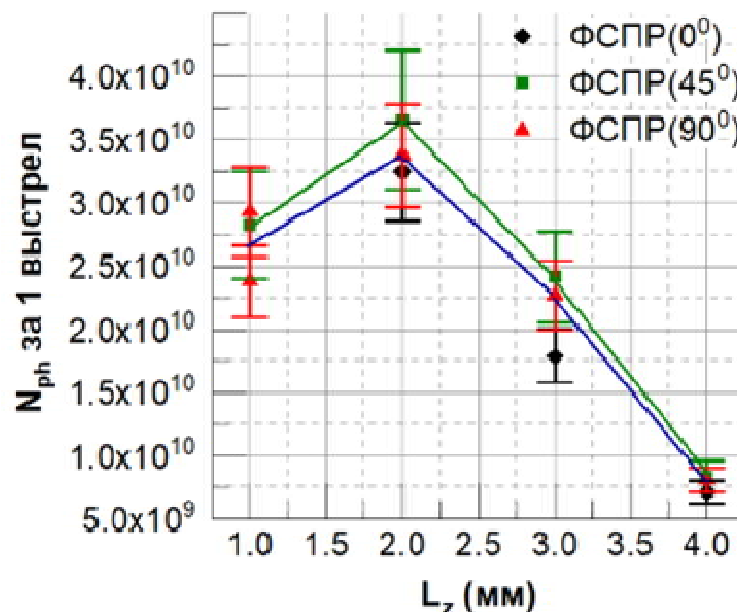 ФСПР(0⁰)
ФСПР(45⁰)
ФСПР(90⁰)
N_ph за 1 выстрел
4.0x10¹⁰
3.5x10¹⁰
3.0x10¹⁰
2.5x10¹⁰
2.0x10¹⁰
1.5x10¹⁰
1.0x10¹⁰
5.0x10⁹
1.0 1.5 2.0 2.5 3.0 3.5 4.0
L_z (мм)